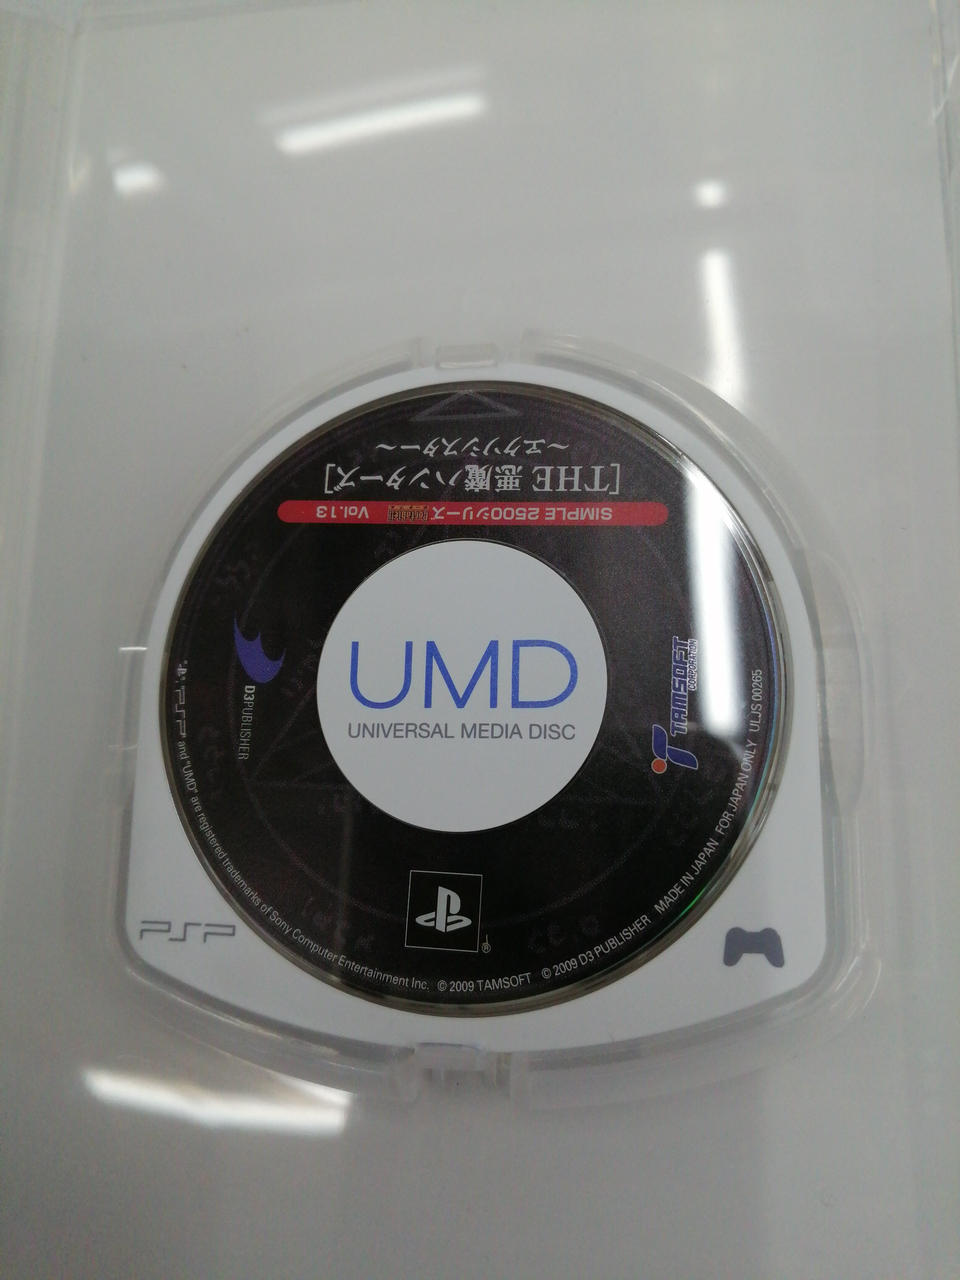 [THE 悪魔ハンターズ]
～エクソシスター～
SIMPLE 2500シリーズ Portable!! Vol.13
UMD
UNIVERSAL MEDIA DISC
D3PUBLISHER
TAMSOFT
CORPORATION
PSP
"PSP" and "UMD" are registered trademarks of Sony Computer Entertainment Inc. © 2009 TAMSOFT © 2009 D3 PUBLISHER MADE IN JAPAN FOR JAPAN ONLY ULJS 00265
®